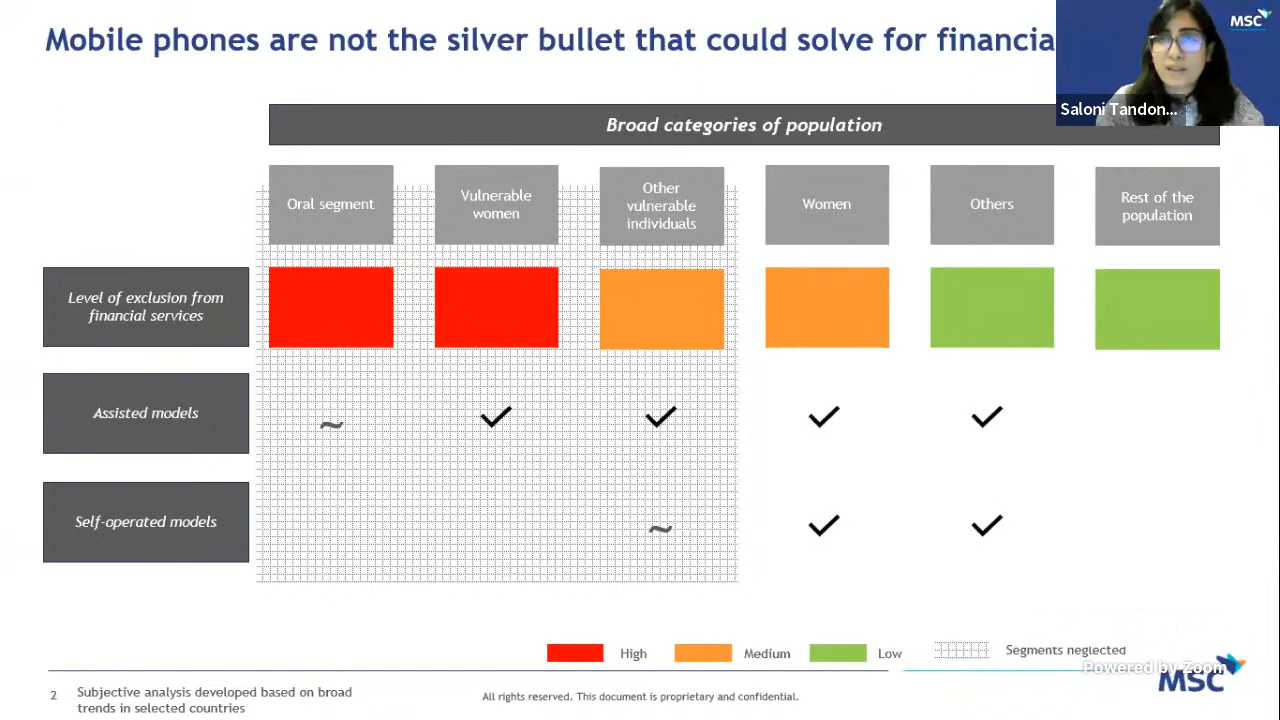 Mobile phones are not the silver bullet that could solve for financia
MSC
Saloni Tandon...
Broad categories of population
Oral segment
Vulnerable
women
Other
vulnerable
individuals
Women
Others
Rest of the
population
Level of exclusion from
financial services
Assisted models
~
✓
✓
✓
✓
Self-operated models
~
✓
✓
High
Medium
Low
Segments neglected
Powered by Zoom
MSC
2
Subjective analysis developed based on broad
trends in selected countries
All rights reserved. This document is proprietary and confidential.